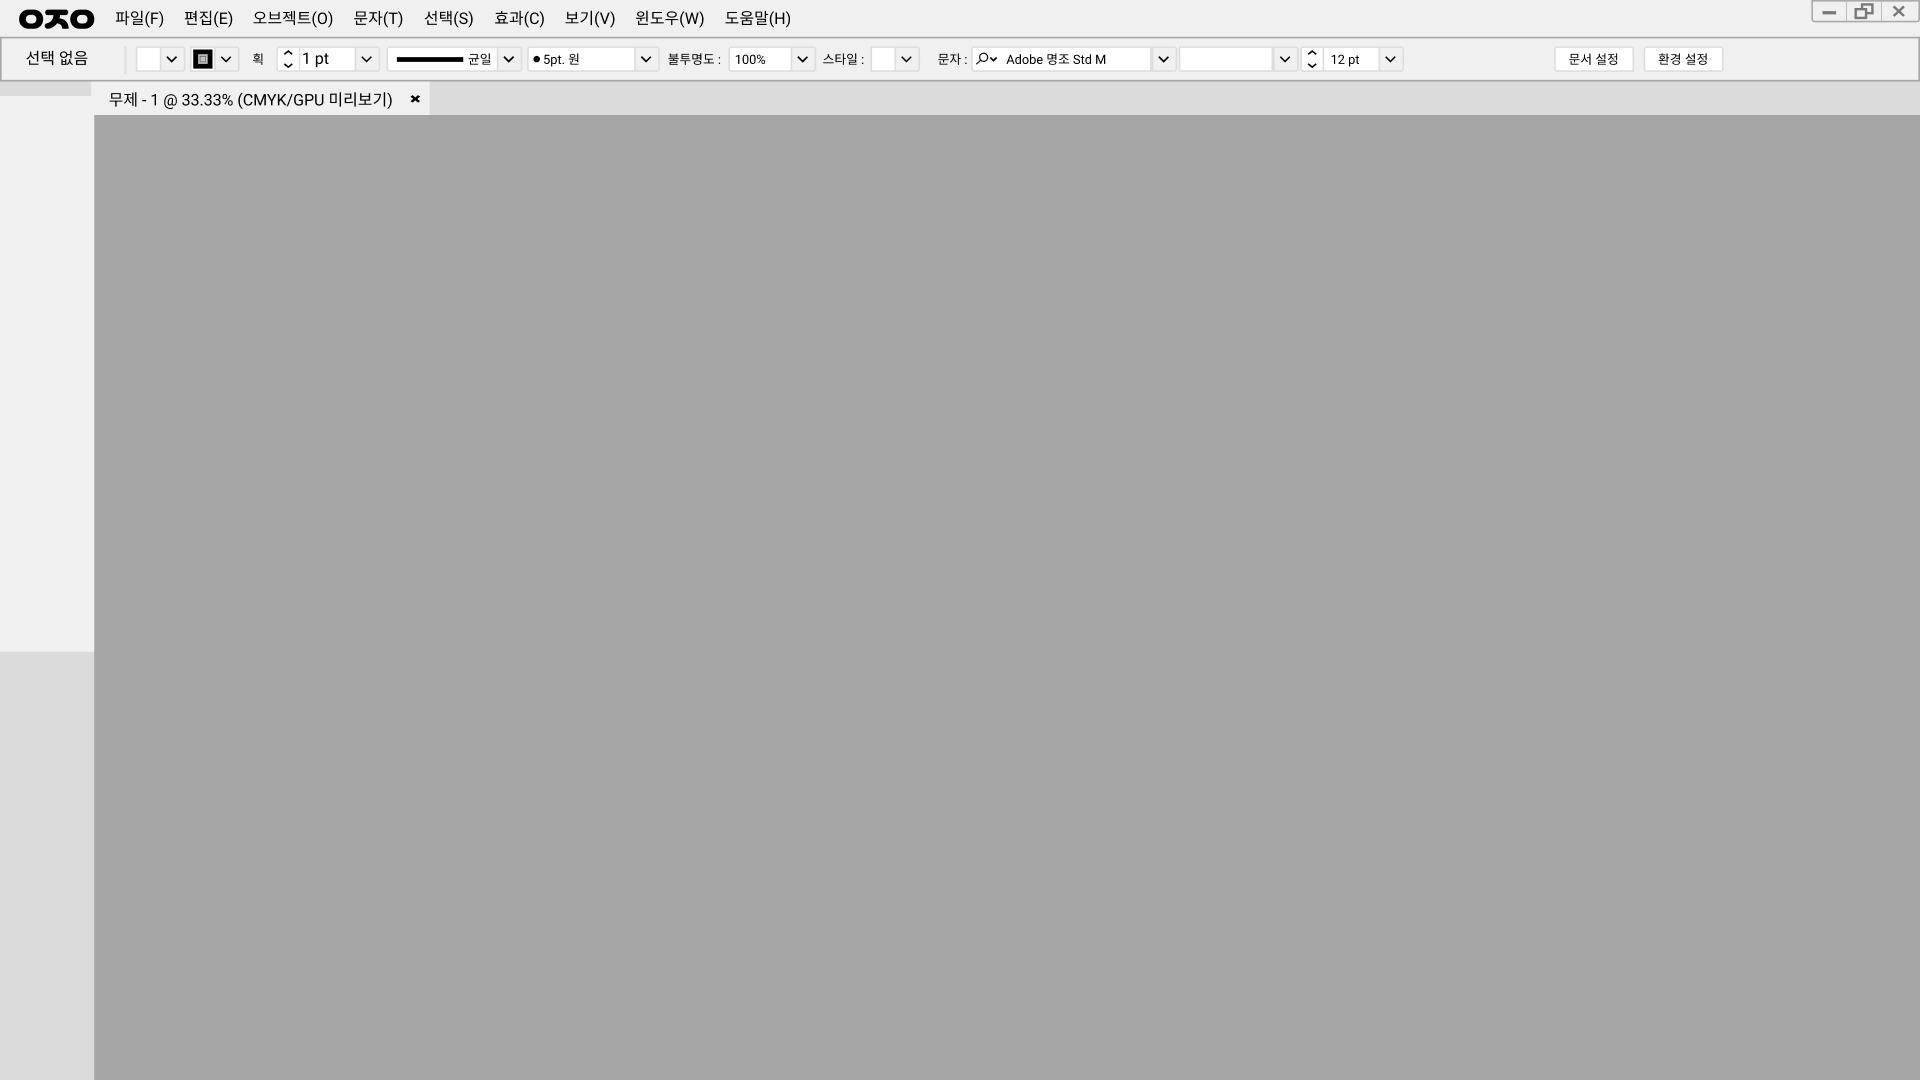 OTO 파일(F) 편집(E) 오브젝트(O) 문자(T) 선택(S) 효과(C) 보기(V) 윈도우(W) 도움말(H)
선택 없음 획 1 pt 균일 5pt. 원 불투명도 : 100% 스타일 : 문자 : Adobe 명조 Std M 12 pt 문서 설정 환경 설정
무제 - 1 @ 33.33% (CMYK/GPU 미리보기)